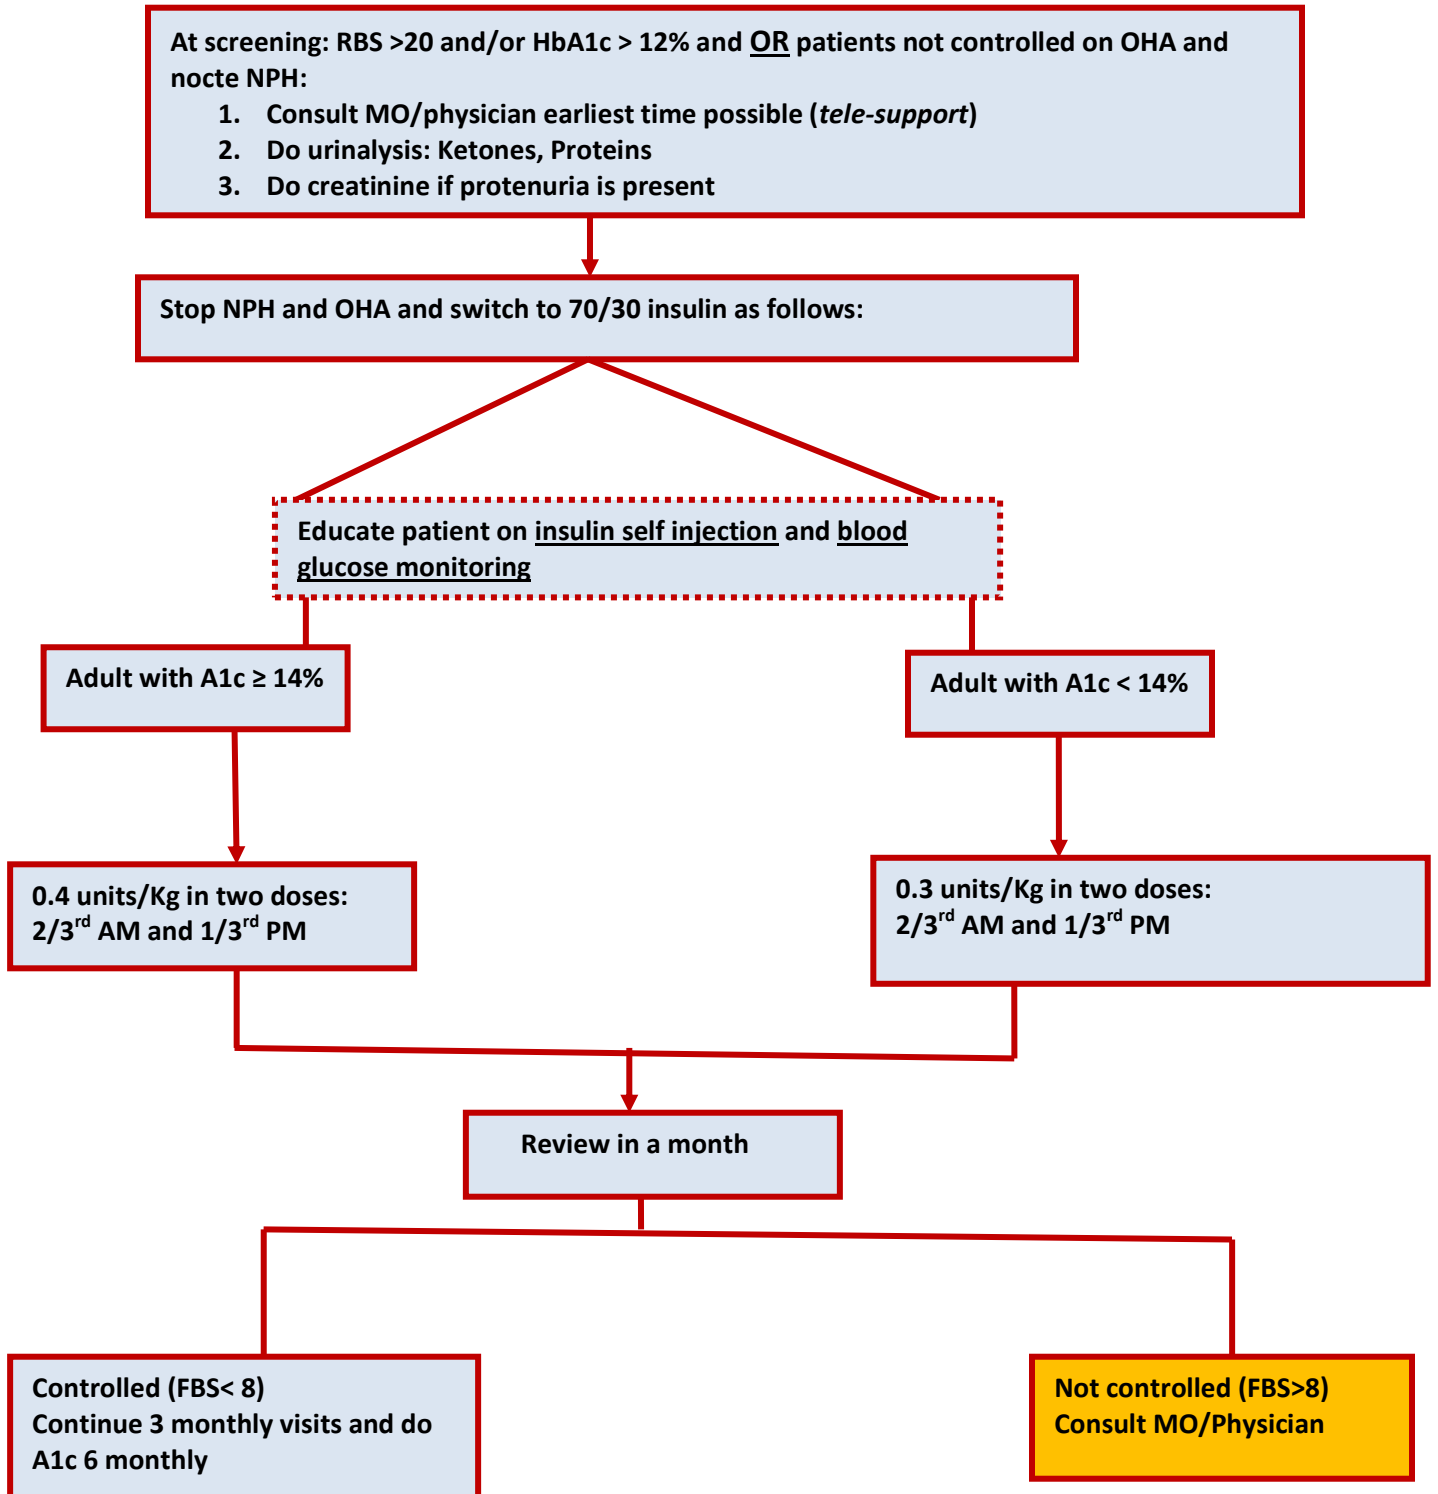 At screening: RBS >20 and/or HbA1c > 12% and OR patients not controlled on OHA and
nocte NPH:
1. Consult MO/physician earliest time possible (tele-support)
2. Do urinalysis: Ketones, Proteins
3. Do creatinine if protenuria is present
Stop NPH and OHA and switch to 70/30 insulin as follows:
Educate patient on insulin self injection and blood
glucose monitoring
Adult with A1c ≥ 14%
Adult with A1c < 14%
0.4 units/Kg in two doses:
2/3rd AM and 1/3rd PM
0.3 units/Kg in two doses:
2/3rd AM and 1/3rd PM
Review in a month
Controlled (FBS< 8)
Continue 3 monthly visits and do
A1c 6 monthly
Not controlled (FBS>8)
Consult MO/Physician